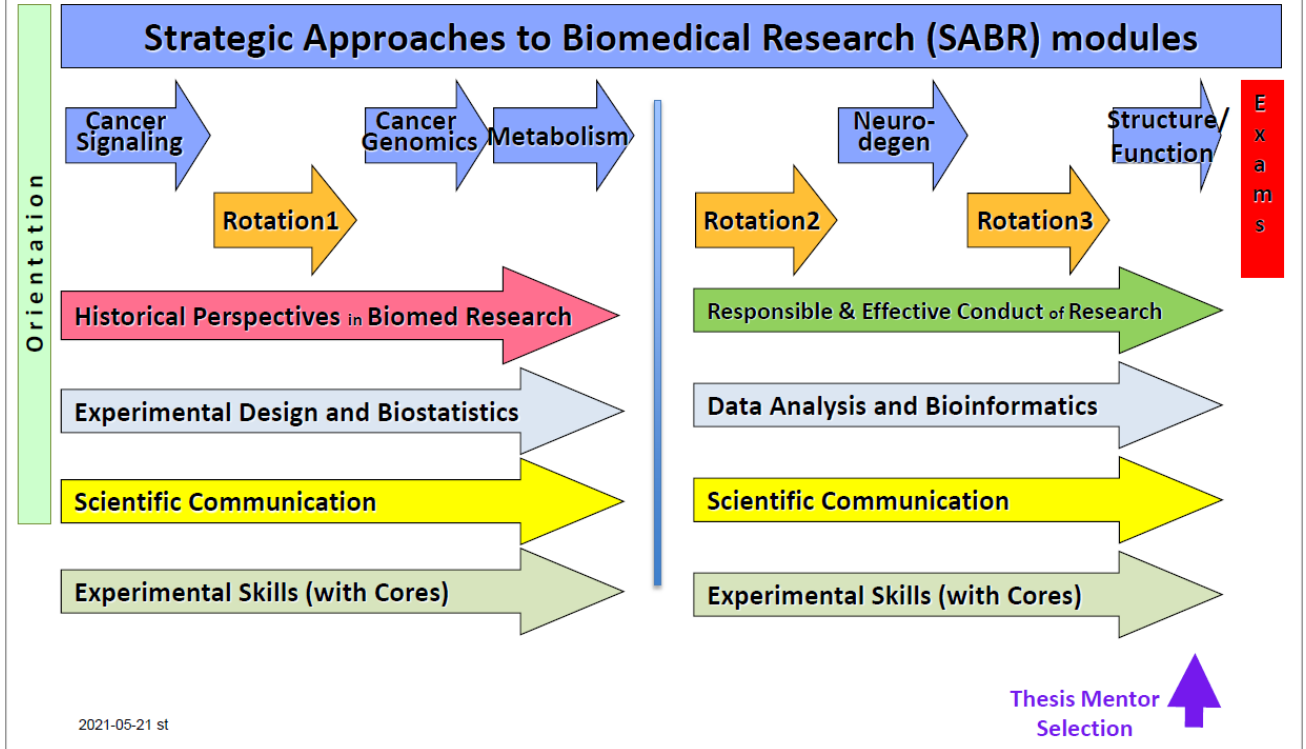 Strategic Approaches to Biomedical Research (SABR) modules
Orientation
Cancer
Signaling
Cancer
Genomics
Metabolism
Neuro-
degen
Structure/
Function
Exams
Rotation1
Rotation2
Rotation3
Historical Perspectives in Biomed Research
Responsible & Effective Conduct of Research
Experimental Design and Biostatistics
Data Analysis and Bioinformatics
Scientific Communication
Scientific Communication
Experimental Skills (with Cores)
Experimental Skills (with Cores)
Thesis Mentor
Selection
2021-05-21 st